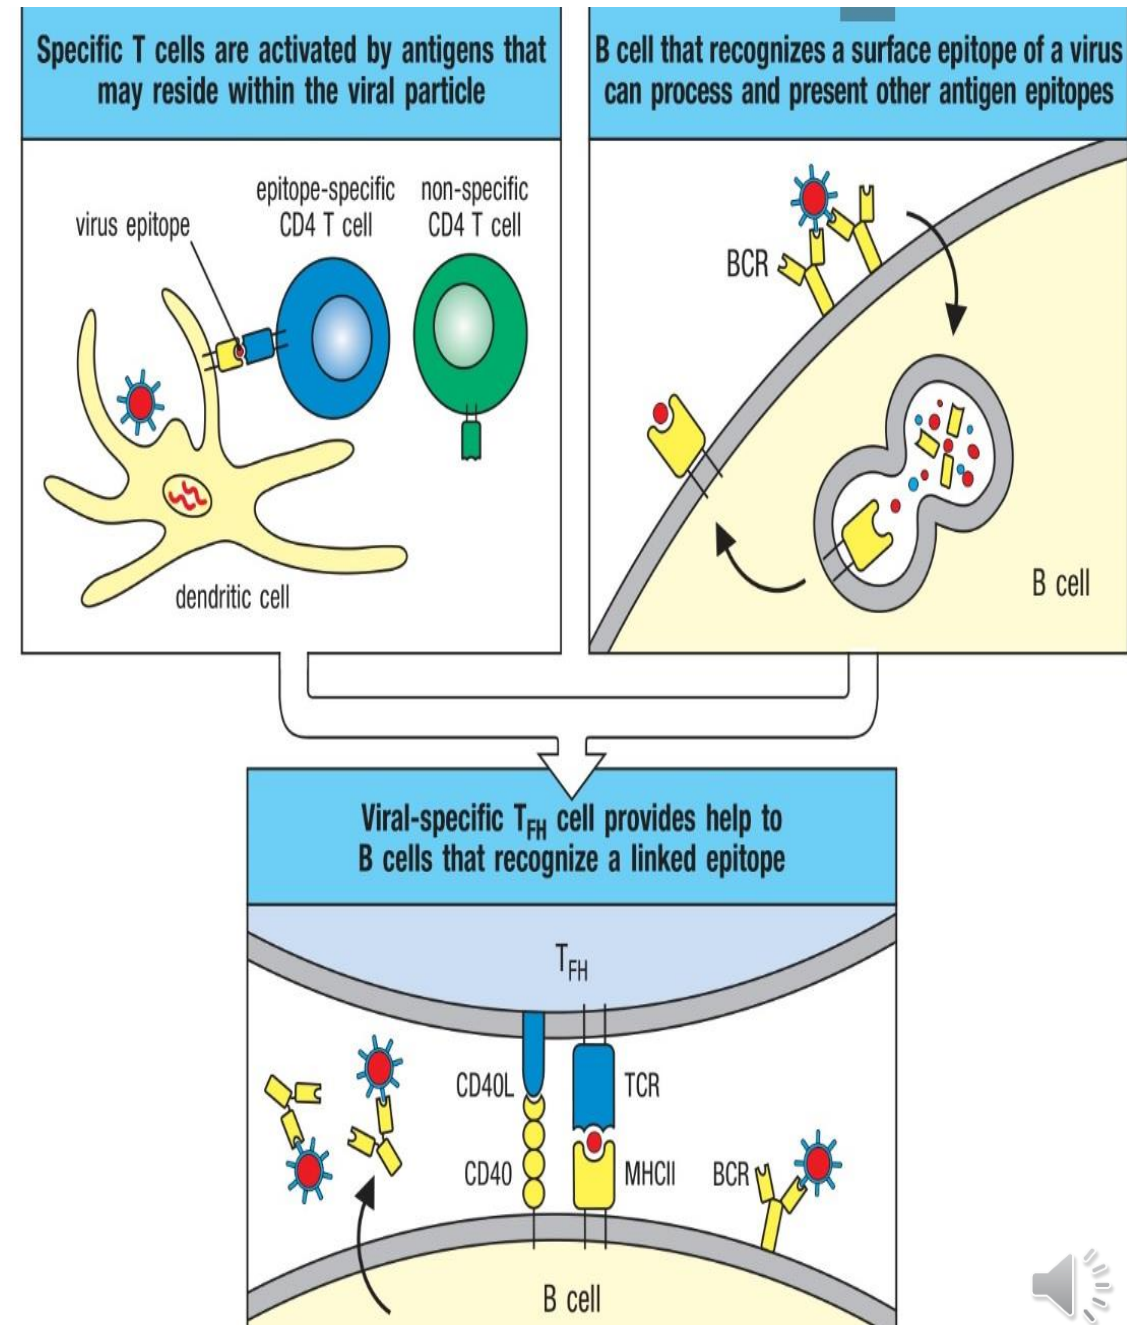 Specific T cells are activated by antigens that
may reside within the viral particle
virus epitope
epitope-specific
CD4 T cell
non-specific
CD4 T cell
dendritic cell
B cell that recognizes a surface epitope of a virus
can process and present other antigen epitopes
BCR
B cell
Viral-specific TFH cell provides help to
B cells that recognize a linked epitope
TFH
CD40L
TCR
CD40
MHCII
BCR
B cell